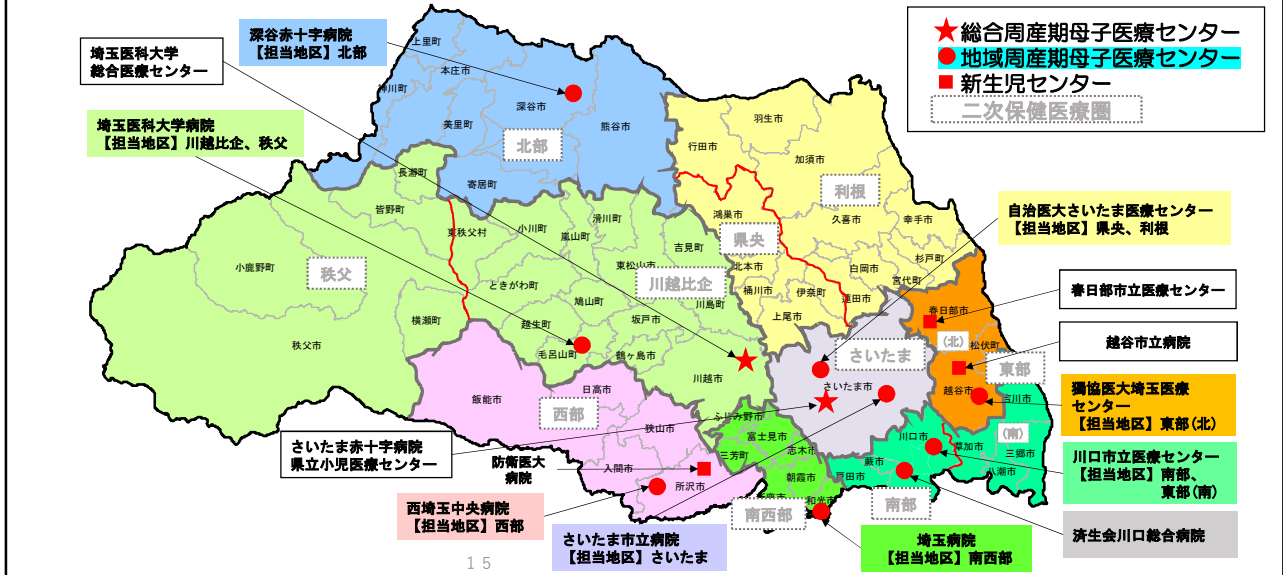 埼玉医科大学
総合医療センター
深谷赤十字病院
【担当地区】北部
★総合周産期母子医療センター
●地域周産期母子医療センター
■新生児センター
二次保健医療圏
埼玉医科大学病院
【担当地区】川越比企、秩父
上里町
本庄市
神川町
深谷市
美里町
熊谷市
北部
寄居町
羽生市
行田市
加須市
利根
長瀞町
皆野町
東秩父村
小川町
滑川町
嵐山町
吉見町
鴻巣市
県央
久喜市
幸手市
自治医大さいたま医療センター
【担当地区】県央、利根
小鹿野町
秩父
ときがわ町
東松山市
川越比企
北本市
桶川市
伊奈町
白岡市
杉戸町
宮代町
蓮田市
鳩山町
川島町
上尾市
春日部市
春日部市立医療センター
横瀬町
越生町
坂戸市
秩父市
毛呂山町
鶴ヶ島市
川越市
さいたま
(北)
松伏町
東部
越谷市立病院
飯能市
日高市
西部
さいたま市
越谷市
吉川市
獨協医大埼玉医療
センター
【担当地区】東部(北)
狭山市
ふじみ野市
富士見市
三芳町
志木市
川口市
草加市
(南)
三郷市
八潮市
さいたま赤十字病院
県立小児医療センター
防衛医大
病院
入間市
所沢市
朝霞市
和光市
蕨市
戸田市
南部
南西部
川口市立医療センター
【担当地区】南部、
東部(南)
西埼玉中央病院
【担当地区】西部
さいたま市立病院
【担当地区】さいたま
埼玉病院
【担当地区】南西部
済生会川口総合病院
15